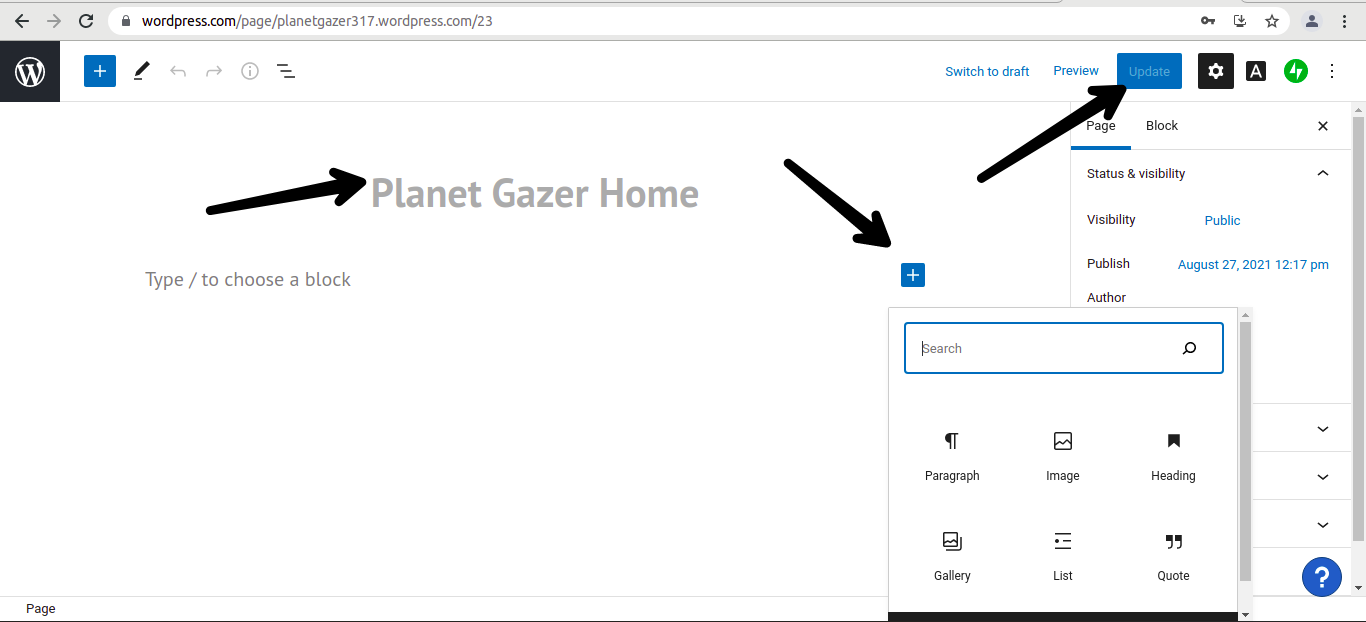 wordpress.com/page/planetgazer317.wordpress.com/23
Switch to draft Preview Update A
Page Block
Status & visibility
Planet Gazer Home
Visibility Public
Publish August 27, 2021 12:17 pm
Type / to choose a block
Author
Search
Paragraph Image Heading
Gallery List Quote
?
Page